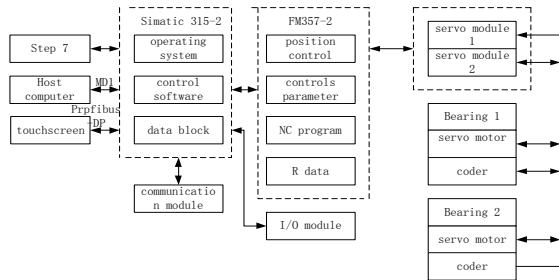 Simatic 315-2
FM357-2
Step 7
operating
system
position
control
servo module
1
servo module
2
Host
computer
MD1
control
software
controls
parameter
Prpfibus
-DP
touchscreen
data block
NC program
Bearing 1
servo motor
coder
R data
communicatio
n module
I/O module
Bearing 2
servo motor
coder